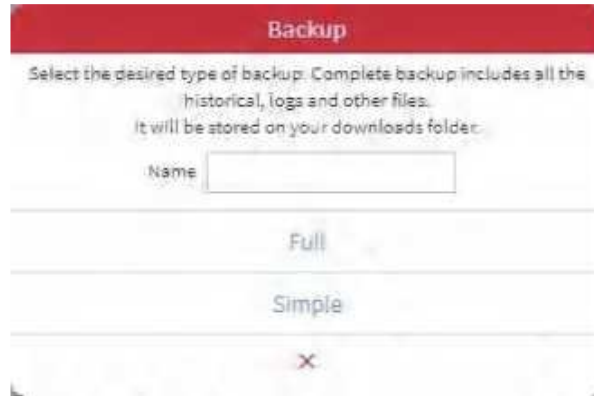 Backup
Select the desired type of backup. Complete backup includes all the
historical, logs and other files.
It will be stored on your downloads folder.
Name
Full
Simple
×